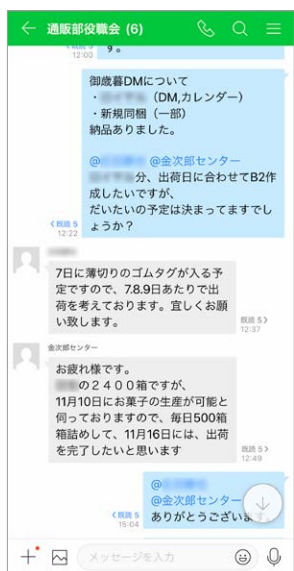 通販部役職会 (6)
12:00
9。
御歳暮DMについて
・（DM,カレンダー）
・新規同梱（一部）
納品ありました。
@ @金次郎センター
分、出荷日に合わせてB2作
成したいですが、
だいたいの予定は決まってますでし
ょうか？
既読 5
12:22
7日に薄切りのゴムタグが入る予
定ですので、7.8.9日あたりで出
荷を考えております。宜しくお願
い致します。
既読 5
12:37
金次郎センター
お疲れ様です。
の２４００箱ですが、
11月10日にお菓子の生産が可能と
伺っておりますので、毎日500箱
箱詰めして、11月16日には、出荷
を完了したいと思います
既読 5
12:49
@
@金次郎センター
ありがとうございま
既読 5
15:04
メッセージを入力